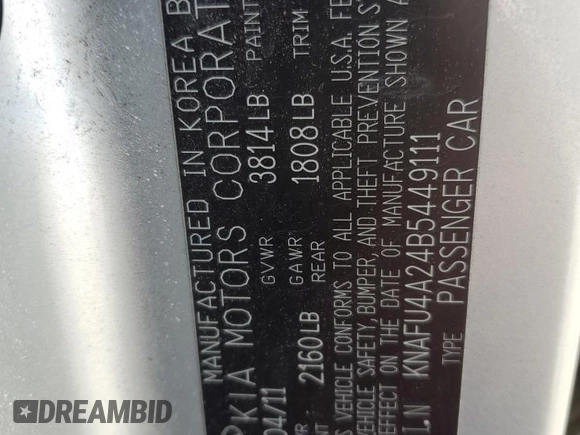 MANUFACTURED IN KOREA B
KIA MOTORS CORPORAT
04/11 GVWR 3814LB PAINT
GAWR
2160LB REAR 1808LB TRIM
S VEHICLE CONFORMS TO ALL APPLICABLE U.S.A. FE
VEHICLE SAFETY, BUMPER, AND THEFT PREVENTION ST
EFFECT ON THE DATE OF MANUFACTURE SHOWN A
KNAFU4A24B5449111
TYPE PASSENGER CAR
DREAMBID